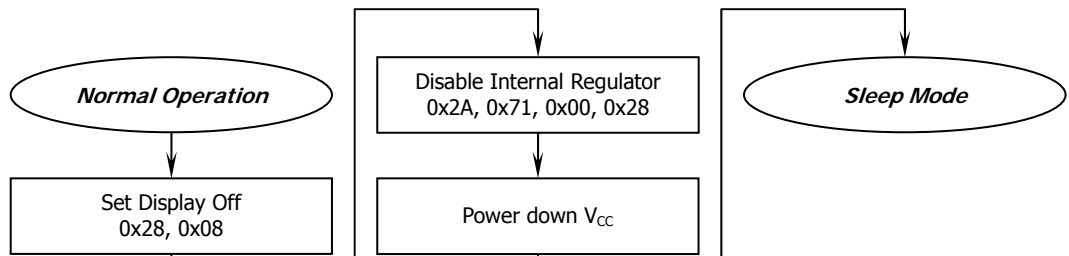 Normal Operation
Set Display Off
0x28, 0x08
Disable Internal Regulator
0x2A, 0x71, 0x00, 0x28
Power down VCC
Sleep Mode